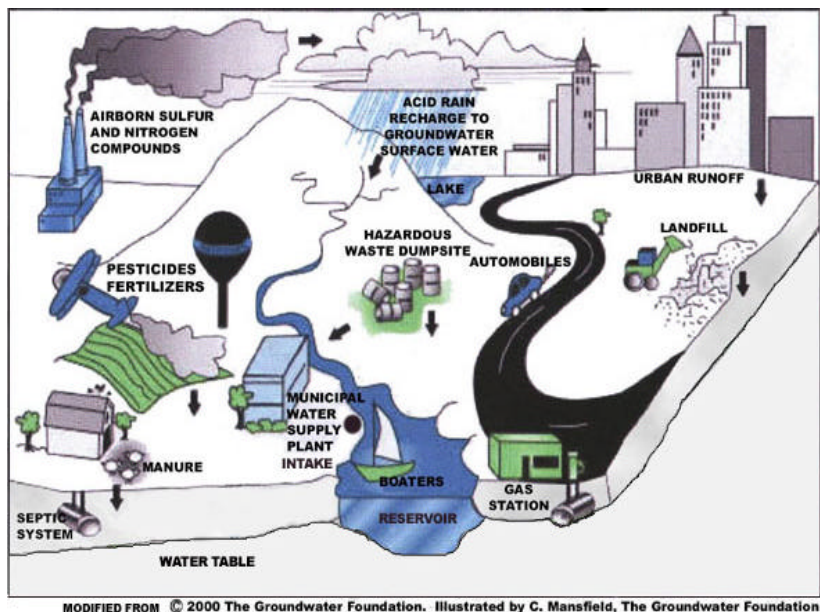 AIRBORN SULFUR
AND NITROGEN
COMPOUNDS
ACID RAIN
RECHARGE TO
GROUNDWATER
SURFACE WATER
LAKE
URBAN RUNOFF
PESTICIDES
FERTILIZERS
HAZARDOUS
WASTE DUMPSITE
AUTOMOBILES
LANDFILL
MUNICIPAL
WATER
SUPPLY
PLANT
INTAKE
MANURE
BOATERS
GAS
STATION
SEPTIC
SYSTEM
RESERVOIR
WATER TABLE
MODIFIED FROM © 2000 The Groundwater Foundation. Illustrated by C. Mansfield, The Groundwater Foundation